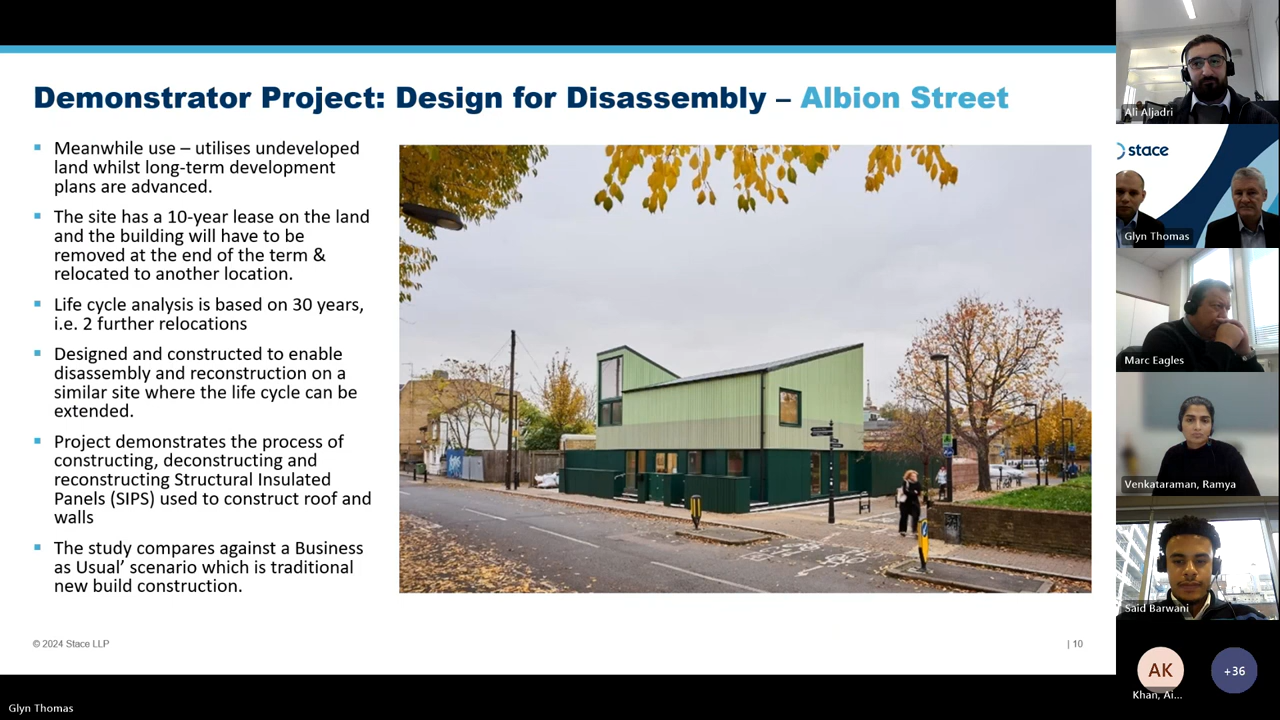 Demonstrator Project: Design for Disassembly – Albion Street
Meanwhile use – utilises undeveloped
land whilst long-term development
plans are advanced.
The site has a 10-year lease on the land
and the building will have to be
removed at the end of the term &
relocated to another location.
Life cycle analysis is based on 30 years,
i.e. 2 further relocations
Designed and constructed to enable
disassembly and reconstruction on a
similar site where the life cycle can be
extended.
Project demonstrates the process of
constructing, deconstructing and
reconstructing Structural Insulated
Panels (SIPS) used to construct roof and
walls
The study compares against a Business
as Usual’ scenario which is traditional
new build construction.
© 2024 Stace LLP
| 10
Glyn Thomas
Ali Aljadri
stace
Glyn Thomas
Marc Eagles
Venkataraman, Ramya
Said Barwani
AK
+36
Khan, Ai...